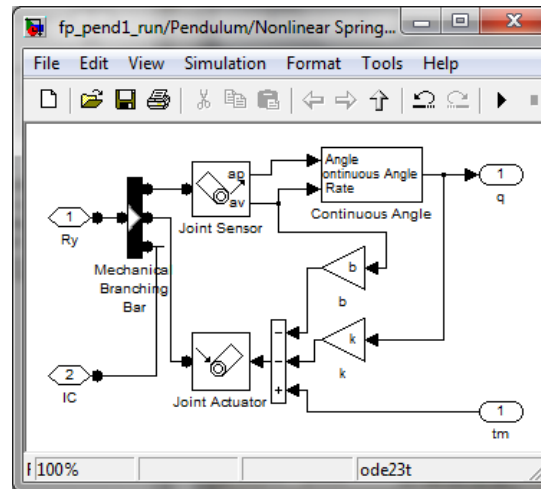 fp_pend1_run/Pendulum/Nonlinear Spring...
File Edit View Simulation Format Tools Help
ap
av
Joint Sensor
Angle
ontinuous Angle
Rate
Continuous Angle
1
q
1
Ry
Mechanical
Branching
Bar
b
b
k
k
2
IC
Joint Actuator
−
−
+
1
tm
100%
ode23t